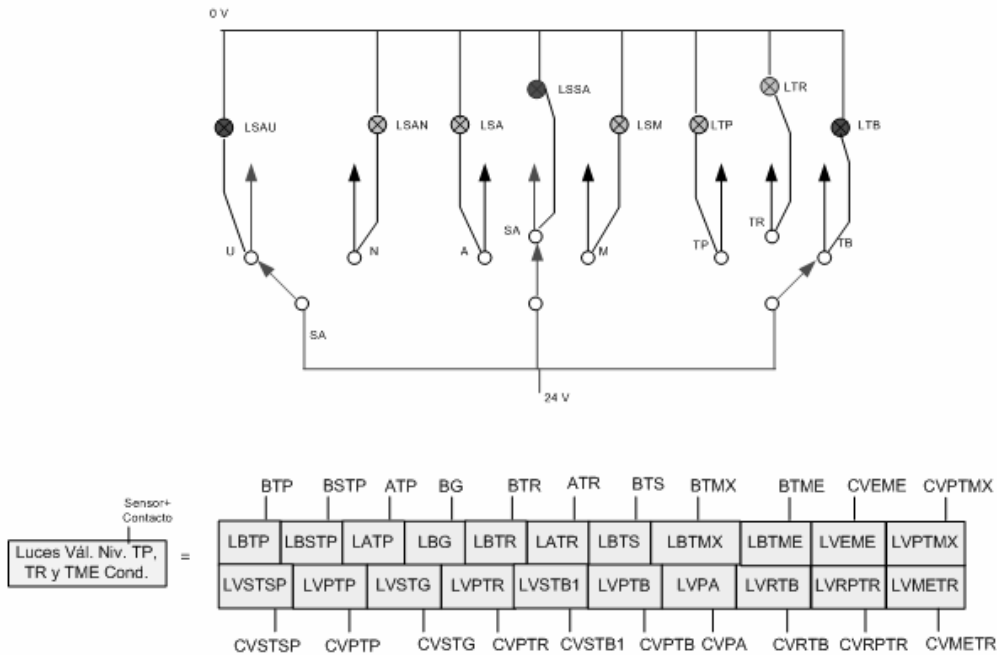 0 V
LSSA
LTR
LSAU
LSAN
LSA
LSM
LTP
LTB
U
N
A
SA
M
TP
TR
TB
SA
24 V
BTP BSTP ATP BG BTR ATR BTS BTMX BTME CVEME CVPTMX
Sensor+
Contacto
Luces Vál. Niv. TP,
TR y TME Cond.
=
LBTP LBSTP LATP LBG LBTR LATR LBTS LBTMX LBTME LVEME LVPTMX
LVSTSP LVPTP LVSTG LVPTR LVSTB1 LVPTB LVPA LVRTB LVRPTR LVMETR
CVSTSP CVPTP CVSTG CVPTR CVSTB1 CVPTB CVPA CVRTB CVRPTR CVMETR